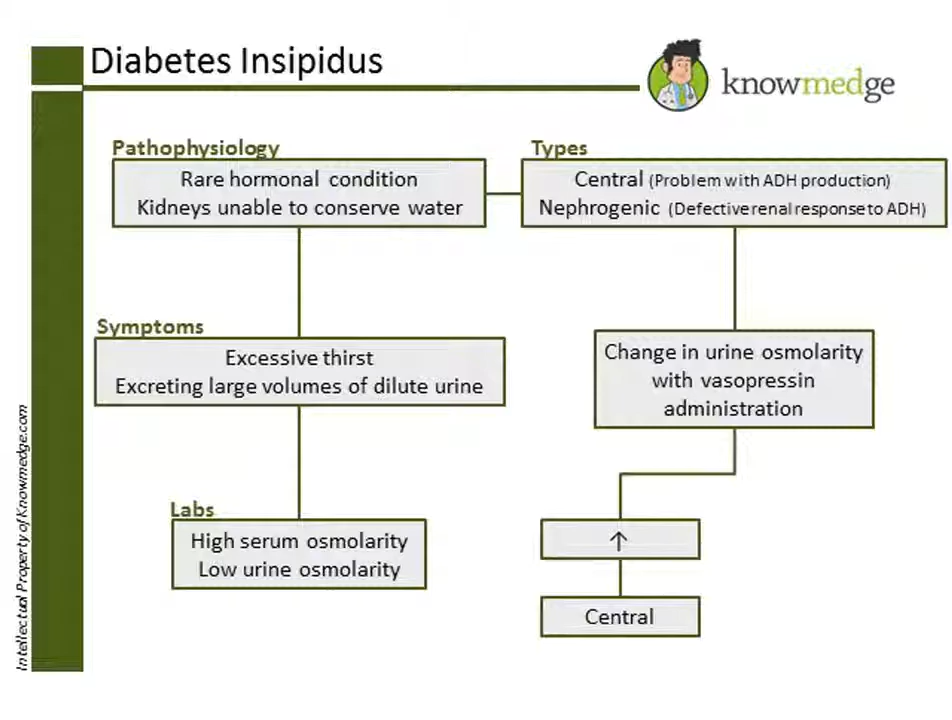 Diabetes Insipidus
knowmedge
Pathophysiology
Rare hormonal condition
Kidneys unable to conserve water
Types
Central (Problem with ADH production)
Nephrogenic (Defective renal response to ADH)
Symptoms
Excessive thirst
Excreting large volumes of dilute urine
Change in urine osmolarity
with vasopressin
administration
Labs
High serum osmolarity
Low urine osmolarity
↑
Central
Intellectual Property of Knowmedge.com